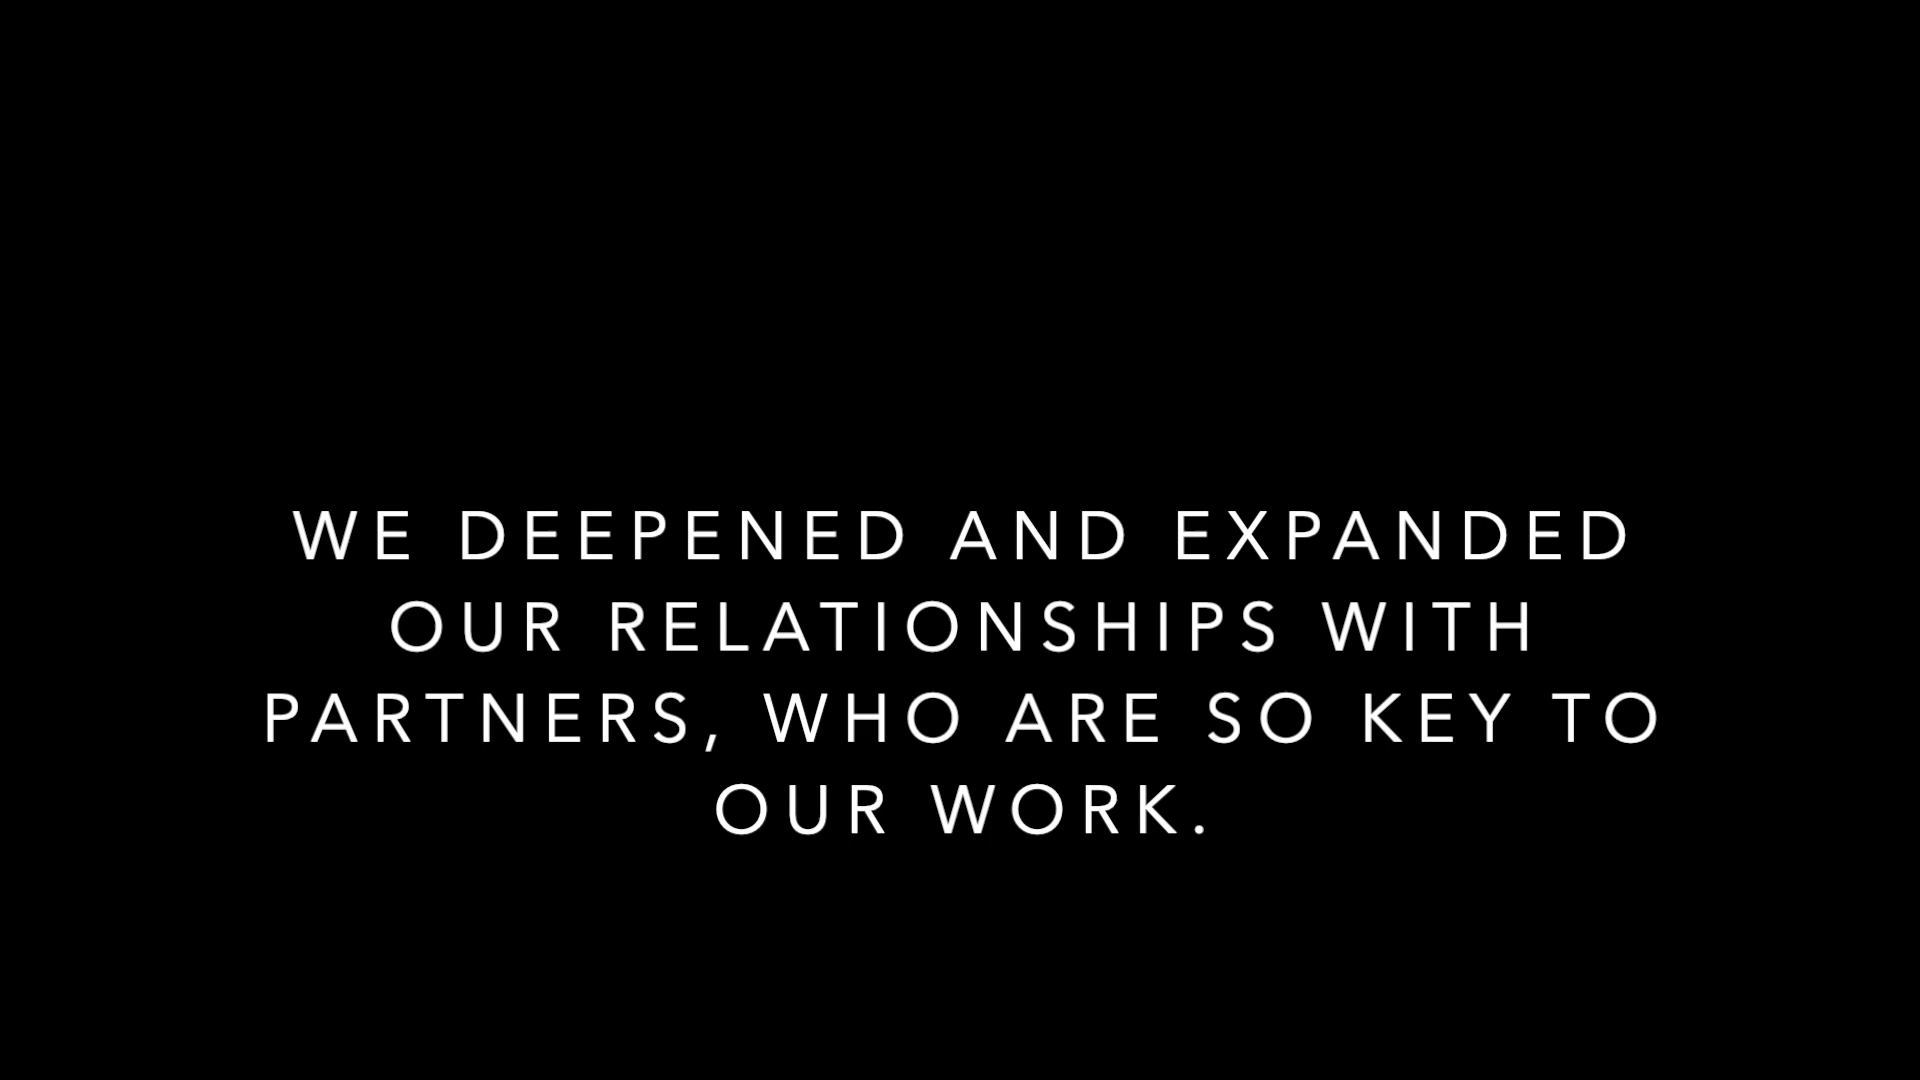 WE DEEPENED AND EXPANDED
OUR RELATIONSHIPS WITH
PARTNERS, WHO ARE SO KEY TO
OUR WORK.